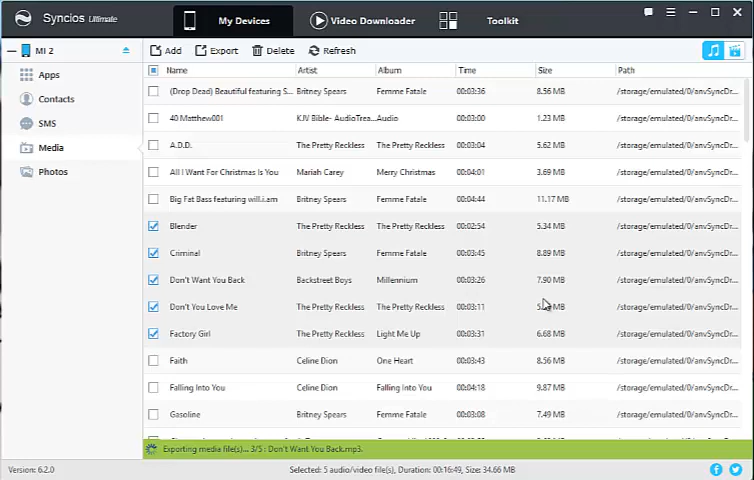 Syncios Ultimate My Devices Video Downloader Toolkit
MI 2 Add Export Delete Refresh
Name Artist Album Time Size Path
Apps
Contacts
SMS
Media
Photos
(Drop Dead) Beautiful featuring S... Britney Spears Femme Fatale 00:03:36 8.56 MB /storage/emulated/0/anvSyncDr...
40 Matthew001 KJV Bible- AudioTrea... Audio 00:03:00 1.23 MB /storage/emulated/0/anvSyncDr...
A.D.D. The Pretty Reckless The Pretty Reckless 00:03:04 5.62 MB /storage/emulated/0/anvSyncDr...
All I Want For Christmas Is You Mariah Carey Merry Christmas 00:04:01 3.69 MB /storage/emulated/0/anvSyncDr...
Big Fat Bass featuring will.i.am Britney Spears Femme Fatale 00:04:44 11.17 MB /storage/emulated/0/anvSyncDr...
Blender The Pretty Reckless The Pretty Reckless 00:02:54 5.34 MB /storage/emulated/0/anvSyncDr...
Criminal Britney Spears Femme Fatale 00:03:45 8.89 MB /storage/emulated/0/anvSyncDr...
Don't Want You Back Backstreet Boys Millennium 00:03:26 7.90 MB /storage/emulated/0/anvSyncDr...
Don't You Love Me The Pretty Reckless The Pretty Reckless 00:03:11 MB /storage/emulated/0/anvSyncDr...
Factory Girl The Pretty Reckless Light Me Up 00:03:31 6.68 MB /storage/emulated/0/anvSyncDr...
Faith Celine Dion One Heart 00:03:43 8.56 MB /storage/emulated/0/anvSyncDr...
Falling Into You Celine Dion Falling Into You 00:04:18 9.87 MB /storage/emulated/0/anvSyncDr...
Gasoline Britney Spears Femme Fatale 00:03:08 7.49 MB /storage/emulated/0/anvSyncDr...
Exporting media file(s)... 3/5 : Don't Want You Back.mp3.
Version: 6.2.0 Selected: 5 audio/video file(s), Duration: 00:16:49, Size: 34.66 MB